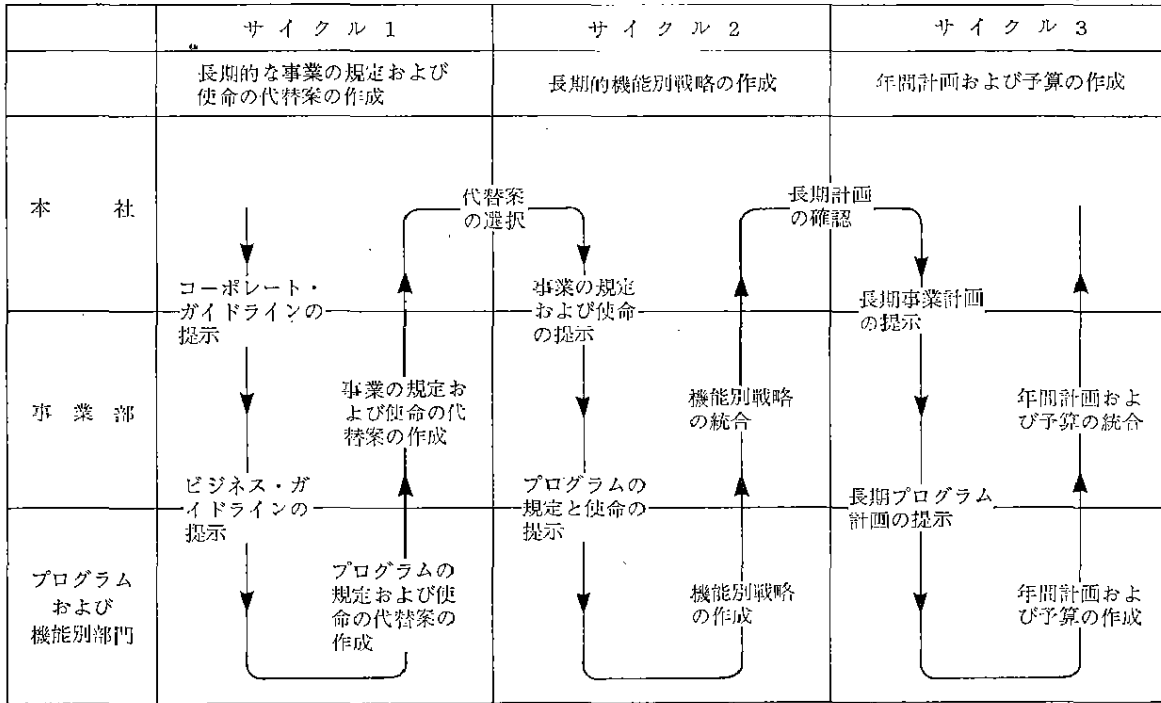 サイクル1
サイクル2
サイクル3
長期的な事業の規定および
使命の代替案の作成
長期的機能別戦略の作成
年間計画および予算の作成
本社
代替案
の選択
長期計画
の確認
コーポレート・
ガイドラインの
提示
事業の規定
および使命
の提示
長期事業計画
の提示
事業部
事業の規定お
よび使命の代
替案の作成
機能別戦略
の統合
年間計画およ
び予算の統合
ビジネス・ガ
イドラインの
提示
プログラムの
規定と使命の
提示
長期プログラム
計画の提示
プログラム
および
機能別部門
プログラムの
規定および使
命の代替案の
作成
機能別戦略
の作成
年間計画およ
び予算の作成